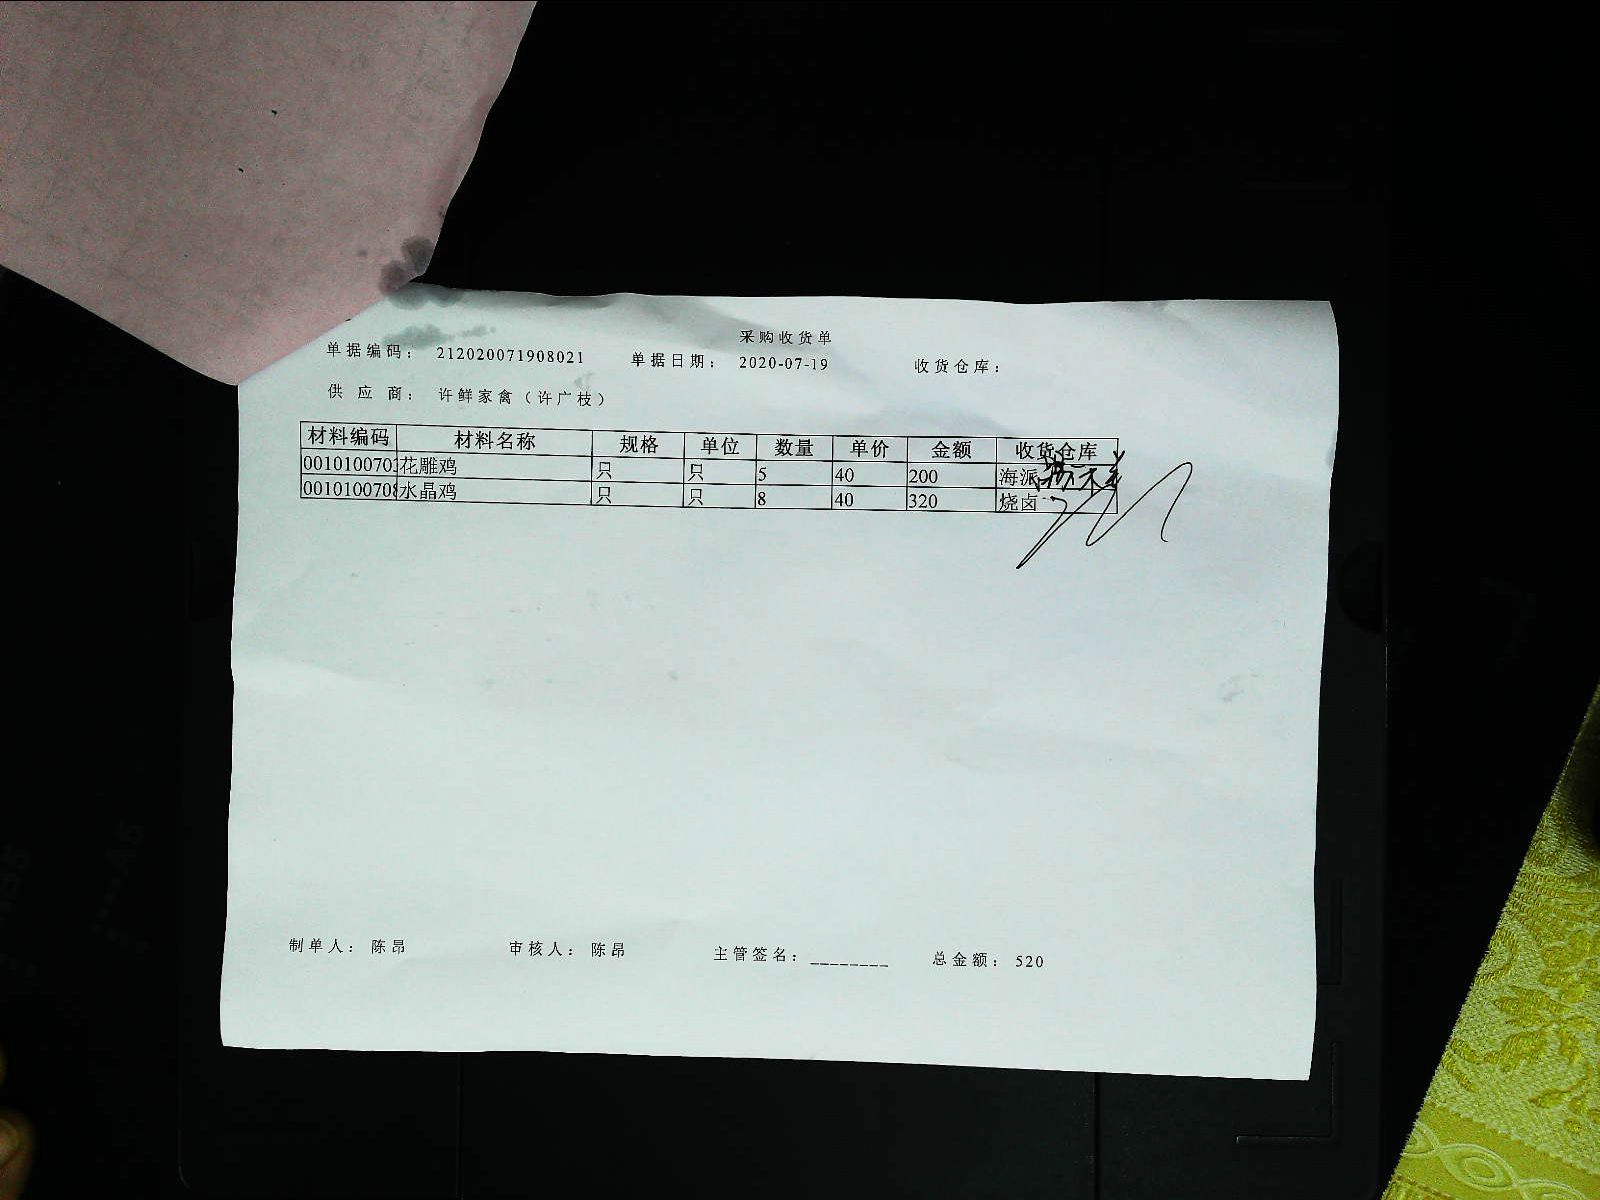 采购收货单
单据编码： 212020071908021 单据日期： 2020-07-19 收货仓库：
供 应 商： 许鲜家禽（许广枝）
材料编码 材料名称 规格 单位 数量 单价 金额 收货仓库
0010100703 花雕鸡 只 只 5 40 200 海派
0010100708 水晶鸡 只 只 8 40 320 烧卤
制单人： 陈昂 审核人： 陈昂 主管签名： ________ 总金额： 520